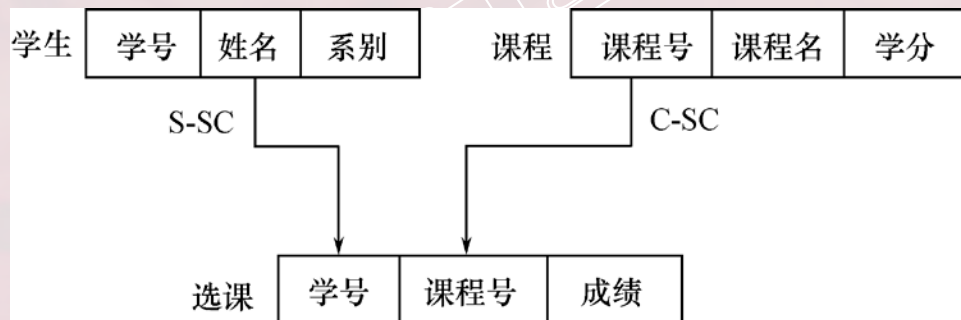 学生 学号 姓名 系别 课程 课程号 课程名 学分
S-SC C-SC
选课 学号 课程号 成绩